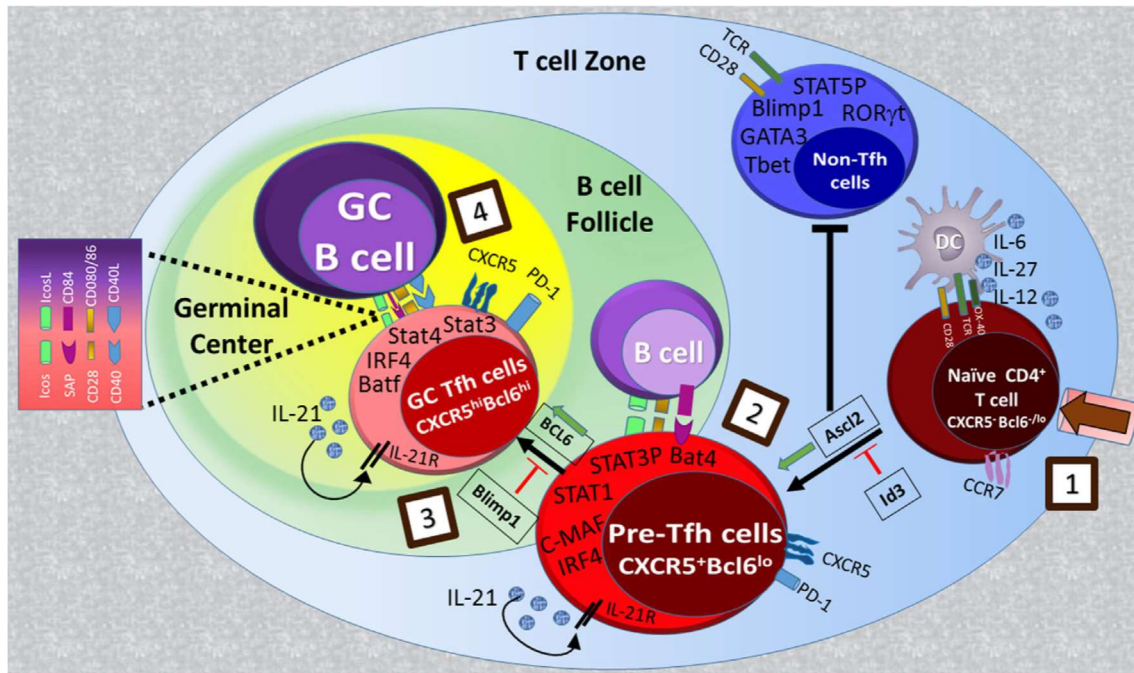 T cell Zone
TCR
CD28
STAT5P
Blimp1
RORγt
GATA3
Tbet
Non-Tfh
cells
B cell
Follicle
GC
B cell
4
CXCR5
PD-1
DC
IL-6
IL-27
IL-12
CD28
TCR
OX-40
Naïve CD4+
T cell
CXCR5- Bcl6-/lo
CCR7
1
IcosL
CD84
CD080/86
CD40L
Icos
SAP
CD28
CD40
Germinal
Center
Stat4
Stat3
IRF4
Batf
GC Tfh cells
CXCR5hiBcl6hi
IL-21
IL-21R
B cell
2
BCL6
Blimp1
3
Ascl2
Id3
STAT3P
Bat4
STAT1
C-MAF
IRF4
Pre-Tfh cells
CXCR5+Bcl6lo
CXCR5
PD-1
IL-21
IL-21R